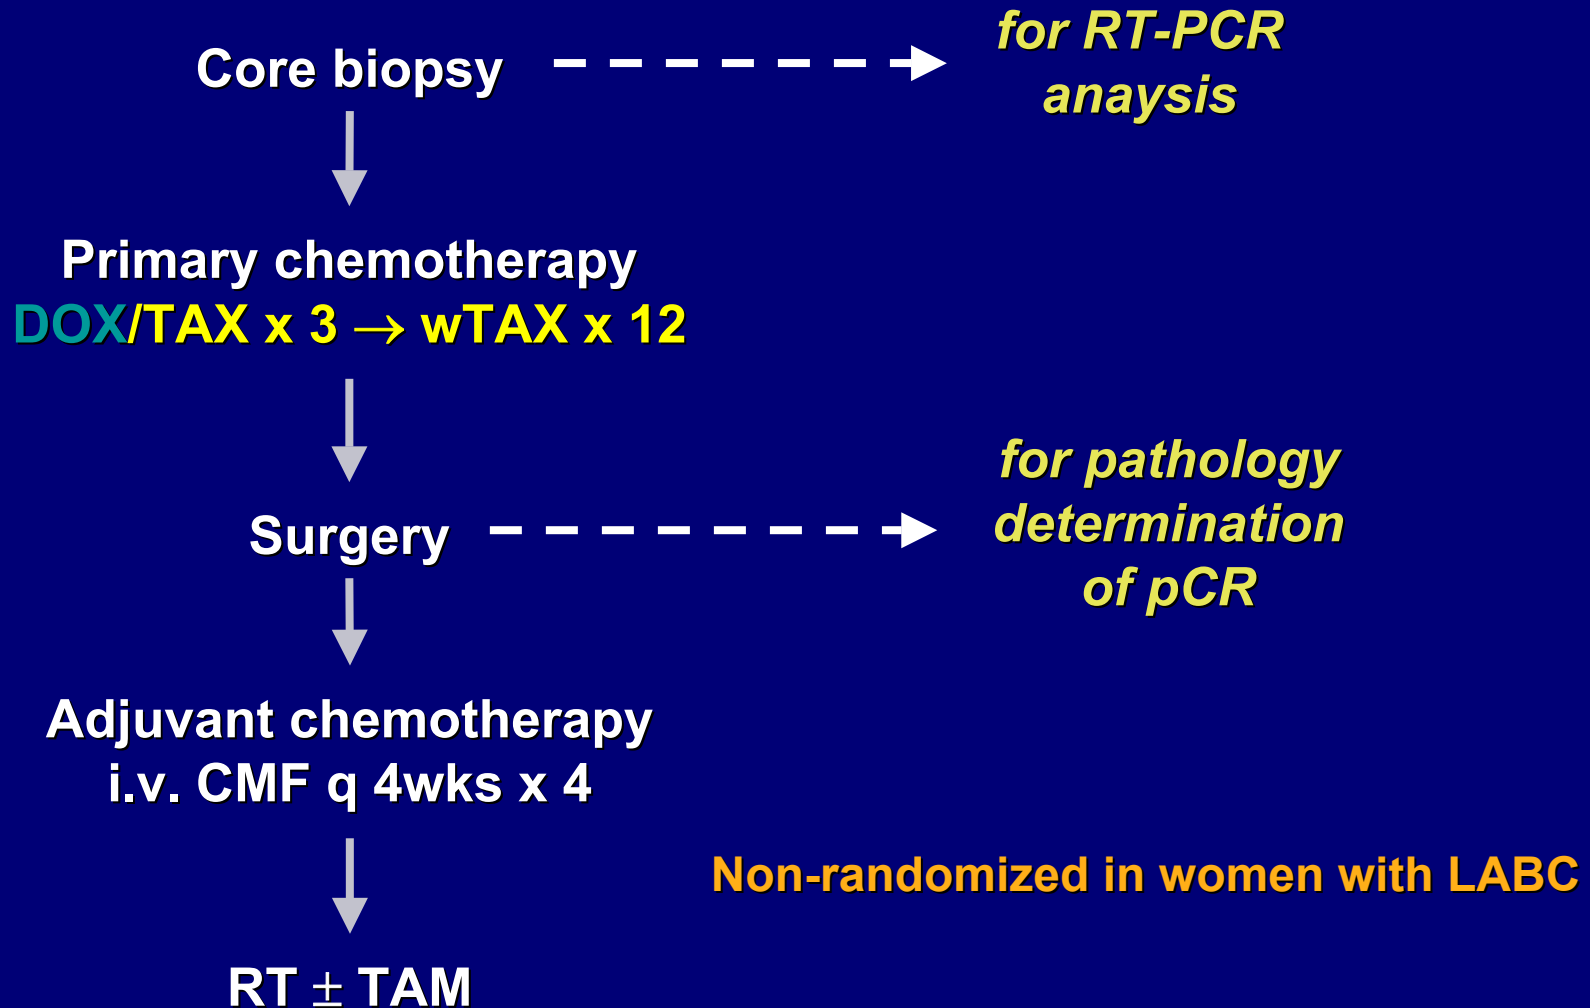 Core biopsy
for RT-PCR
anaysis
Primary chemotherapy
DOX/TAX x 3 → wTAX x 12
Surgery
for pathology
determination
of pCR
Adjuvant chemotherapy
i.v. CMF q 4wks x 4
Non-randomized in women with LABC
RT ± TAM